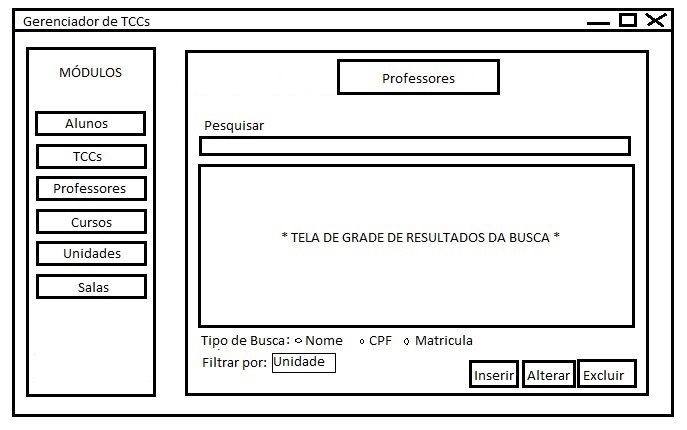 Gerenciador de TCCs
MÓDULOS
Alunos
TCCs
Professores
Cursos
Unidades
Salas
Professores
Pesquisar
* TELA DE GRADE DE RESULTADOS DA BUSCA *
Tipo de Busca: Nome CPF Matricula
Filtrar por: Unidade
Inserir Alterar Excluir